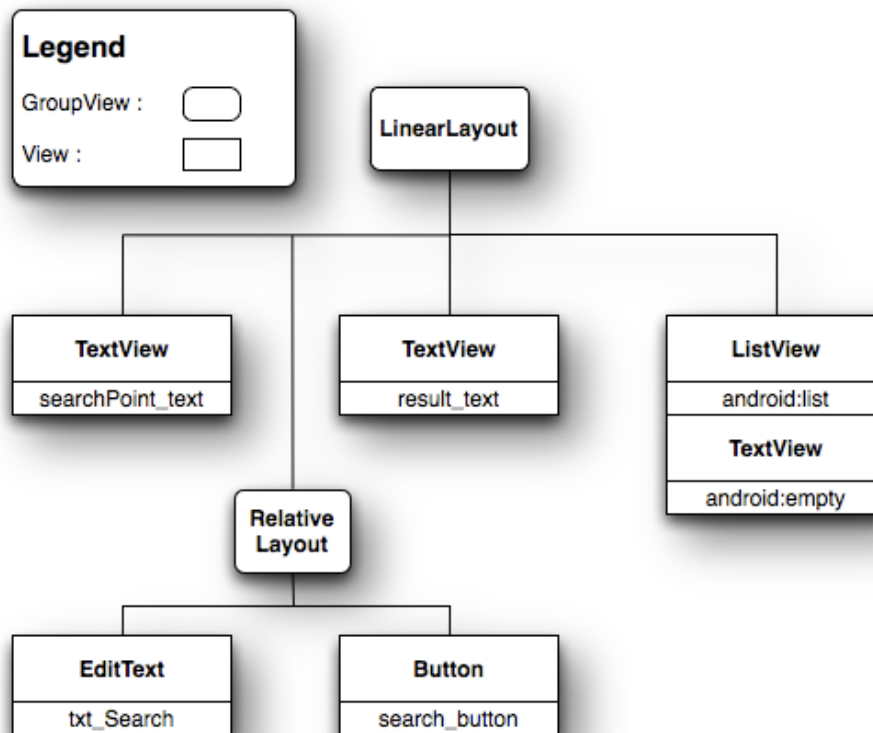 Legend
GroupView :
View :
LinearLayout
TextView
searchPoint_text
TextView
result_text
ListView
android:list
TextView
android:empty
Relative
Layout
EditText
txt_Search
Button
search_button